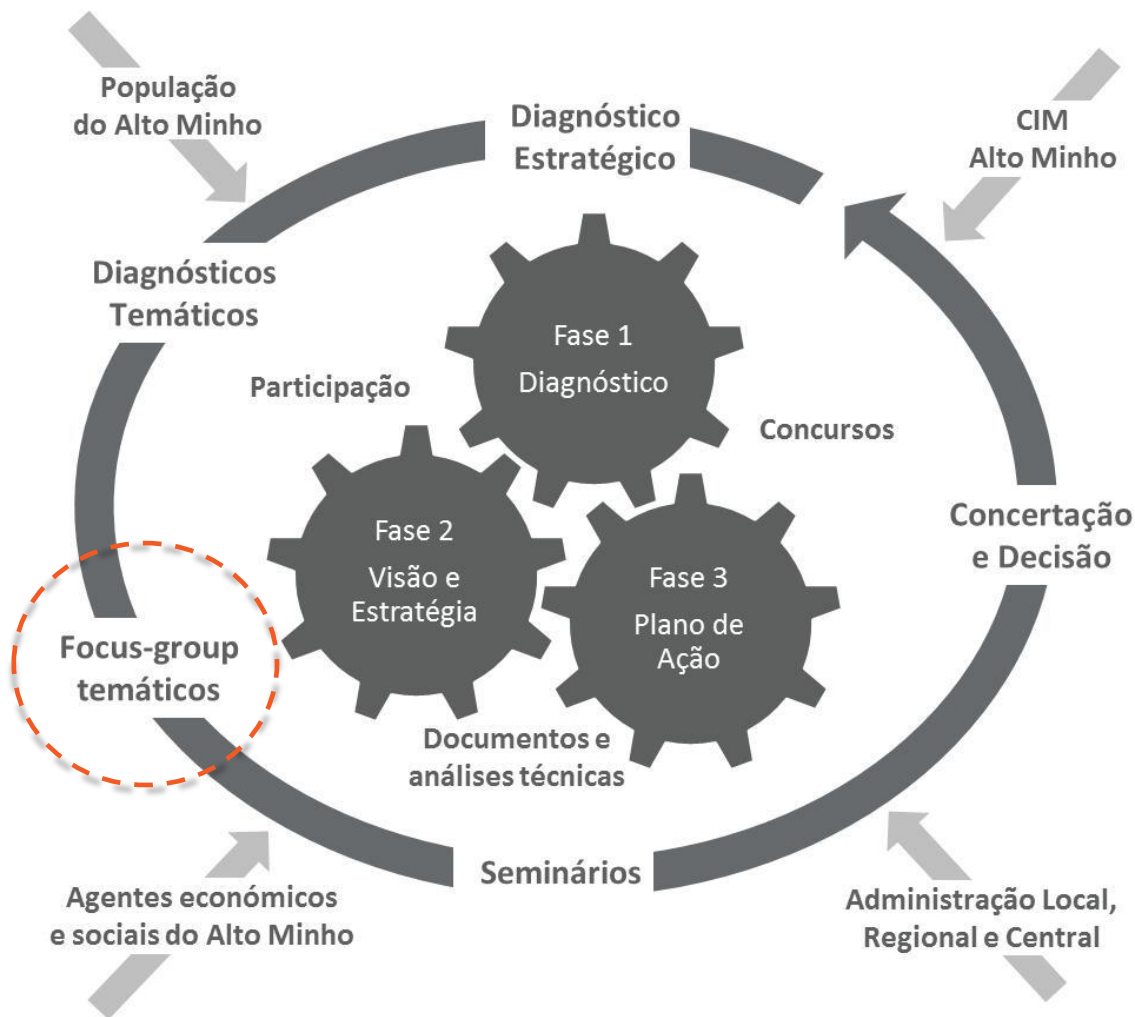 População
do Alto Minho
Diagnóstico
Estratégico
CIM
Alto Minho
Diagnósticos
Temáticos
Fase 1
Diagnóstico
Participação
Concursos
Fase 2
Visão e
Estratégia
Fase 3
Plano de
Ação
Concertação
e Decisão
Focus-group
temáticos
Documentos e
análises técnicas
Seminários
Agentes económicos
e sociais do Alto Minho
Administração Local,
Regional e Central